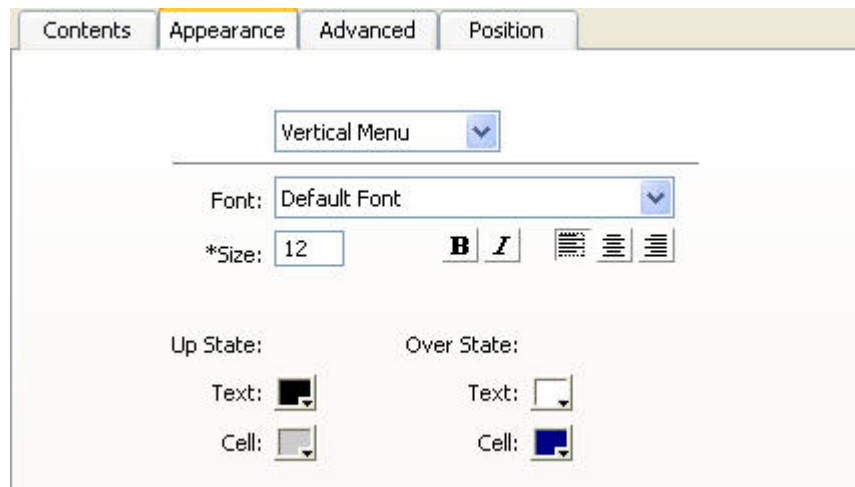 Contents Appearance Advanced Position
Vertical Menu
Font: Default Font
*Size: 12 B I
Up State: Over State:
Text: Text:
Cell: Cell: